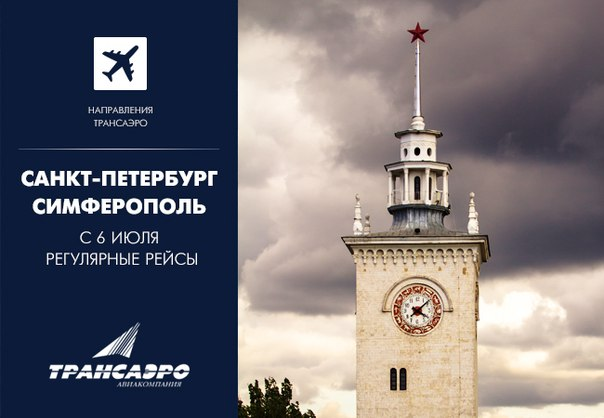 НАПРАВЛЕНИЯ
ТРАНСАЭРО
САНКТ-ПЕТЕРБУРГ
СИМФЕРОПОЛЬ
С 6 ИЮЛЯ
РЕГУЛЯРНЫЕ РЕЙСЫ
ТРАНСАЭРО
АВИАКОМПАНИЯ